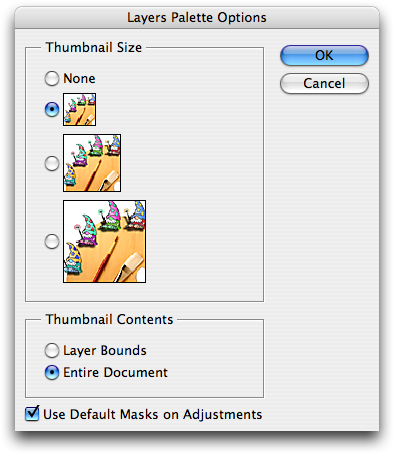 Layers Palette Options
Thumbnail Size
OK
None
Cancel
Thumbnail Contents
Layer Bounds
Entire Document
Use Default Masks on Adjustments